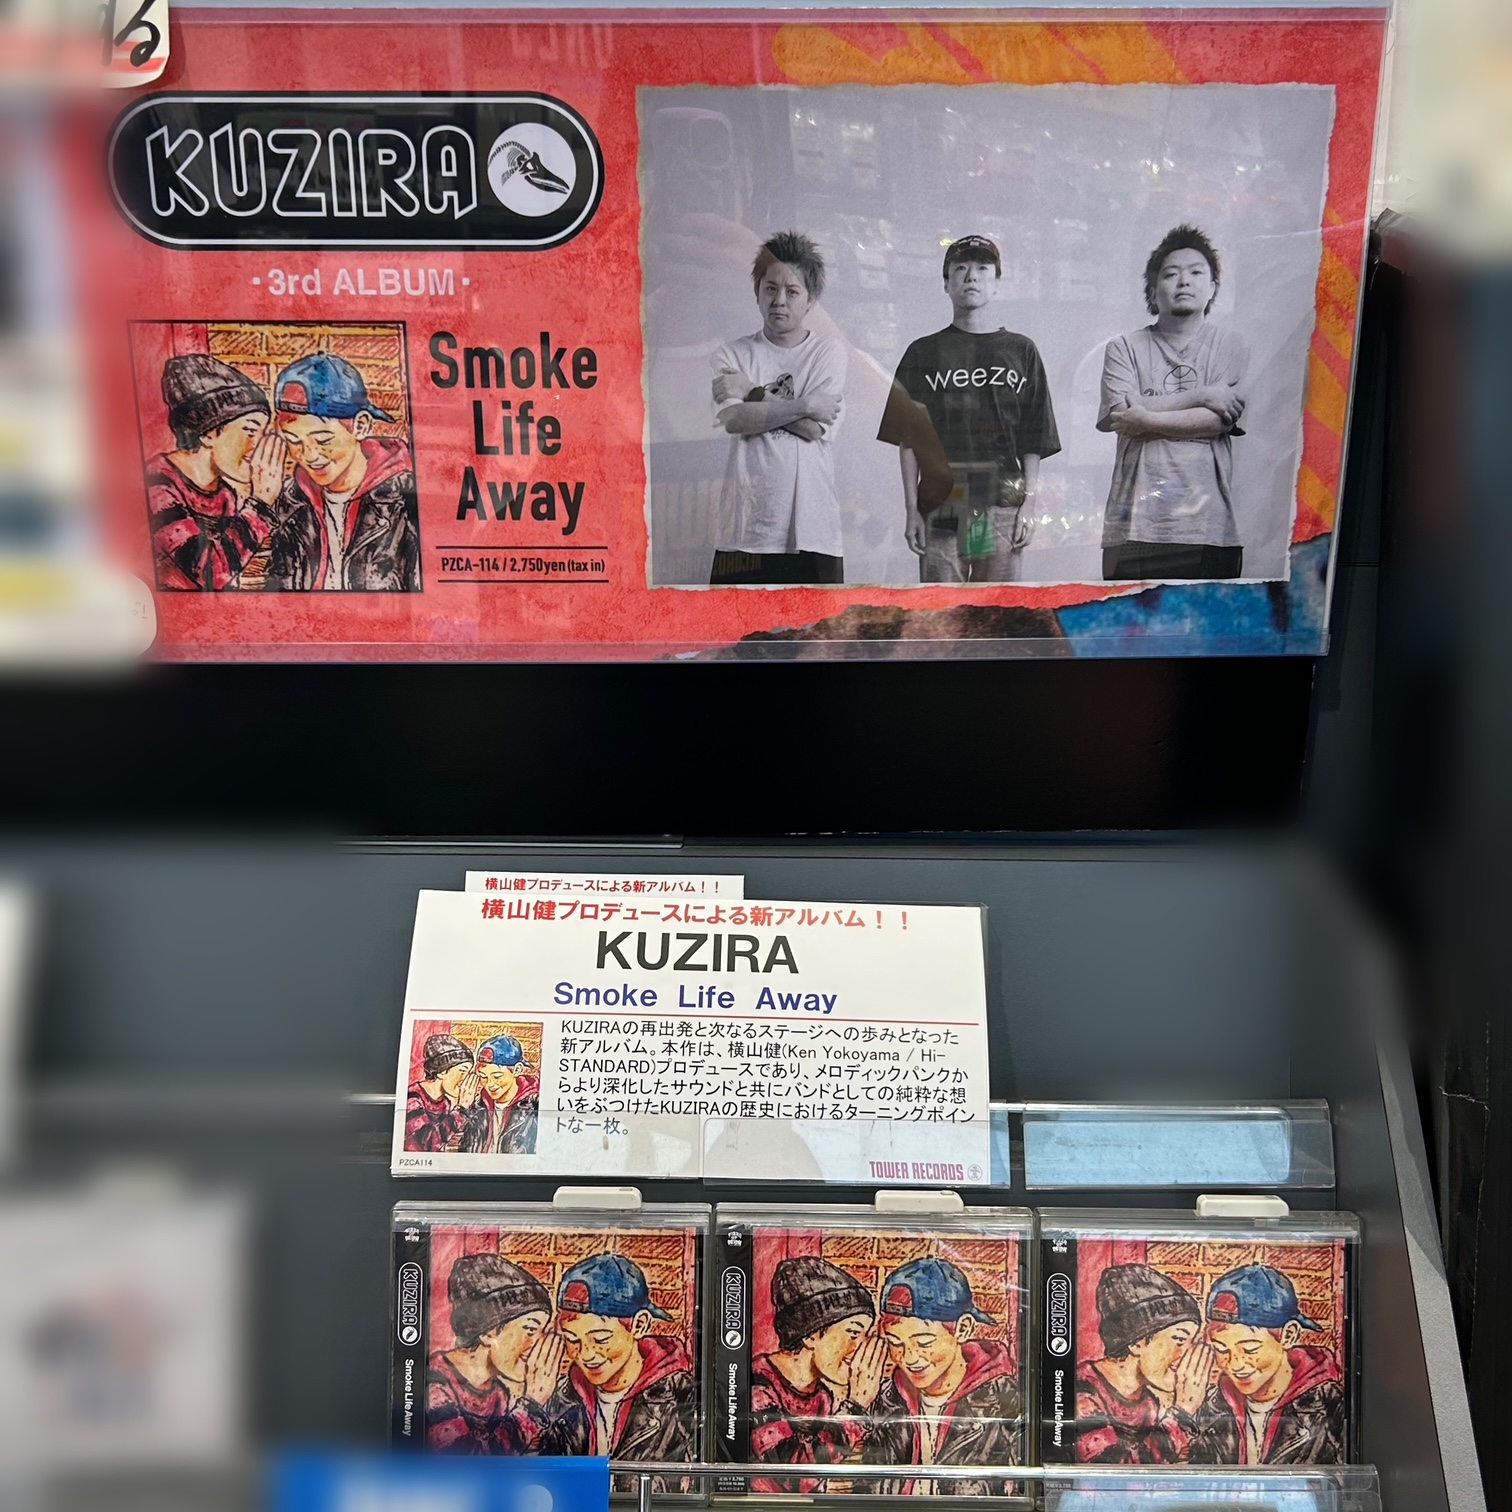 KUZIRA
・3rd ALBUM・
Smoke
Life
Away
PZCA-114 / 2,750yen (tax in)
weezer
横山健プロデュースによる新アルバム！！
横山健プロデュースによる新アルバム！！
KUZIRA
Smoke Life Away
KUZIRAの再出発と次なるステージへの歩みとなった
新アルバム。本作は、横山健(Ken Yokoyama / Hi-
STANDARD)プロデュースであり、メロディックパンクか
らより深化したサウンドと共にバンドとしての純粋な想
いをぶつけたKUZIRAの歴史におけるターニングポイン
トな一枚。
PZCA114
TOWER RECORDS
KUZIRA
Smoke Life Away
KUZIRA
Smoke Life Away
KUZIRA
Smoke Life Away